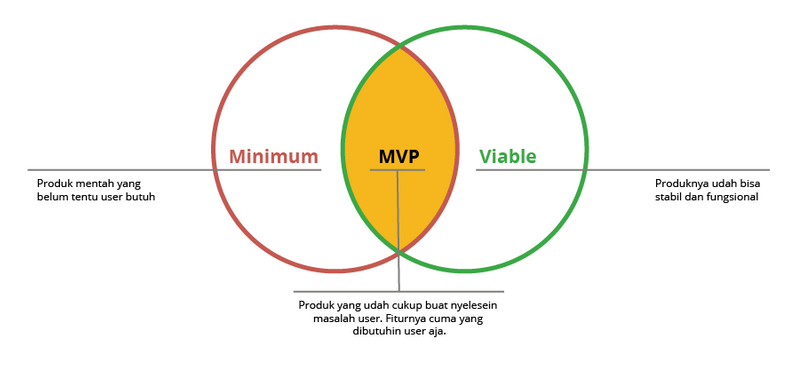 Minimum
MVP
Viable
Produk mentah yang
belum tentu user butuh
Produknya udah bisa
stabil dan fungsional
Produk yang udah cukup buat nyelesein
masalah user. Fiturnya cuma yang
dibutuhin user aja.